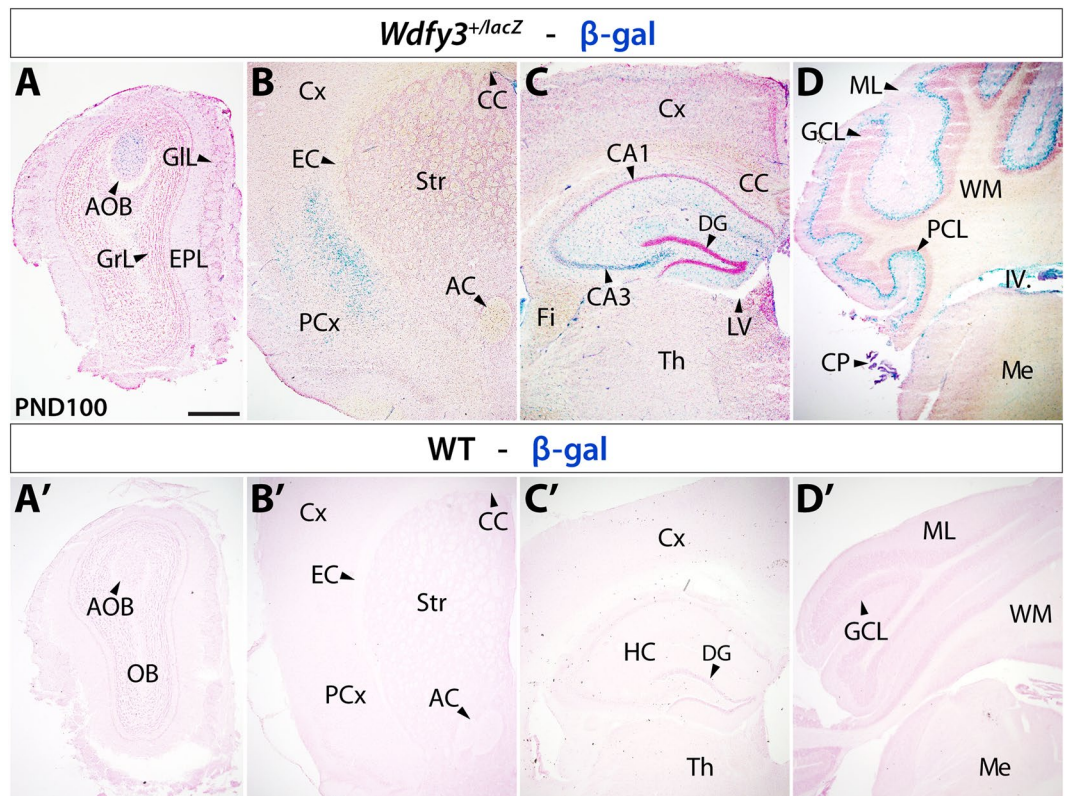 Wdfy3+/lacZ - β-gal
A
GlL
AOB
GrL
EPL
PND100
B
Cx
CC
EC
Str
AC
PCx
C
Cx
CA1
CC
DG
CA3
Fi
LV
Th
D
ML
GCL
WM
PCL
IV.
CP
Me
WT - β-gal
A′
AOB
OB
B′
Cx
CC
EC
Str
PCx
AC
C′
Cx
HC
DG
Th
D′
ML
WM
GCL
Me